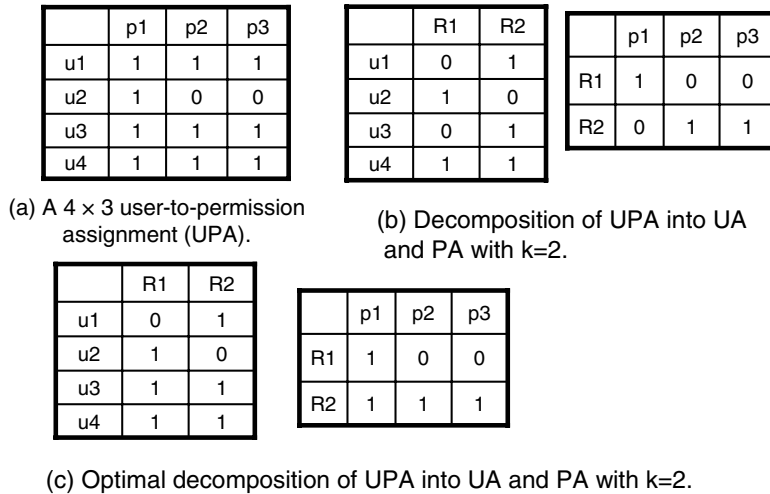 p1 p2 p3
u1 1 1 1
u2 1 0 0
u3 1 1 1
u4 1 1 1
(a) A 4 × 3 user-to-permission
assignment (UPA).
R1 R2
u1 0 1
u2 1 0
u3 0 1
u4 1 1
p1 p2 p3
R1 1 0 0
R2 0 1 1
(b) Decomposition of UPA into UA
and PA with k=2.
R1 R2
u1 0 1
u2 1 0
u3 1 1
u4 1 1
p1 p2 p3
R1 1 0 0
R2 1 1 1
(c) Optimal decomposition of UPA into UA and PA with k=2.